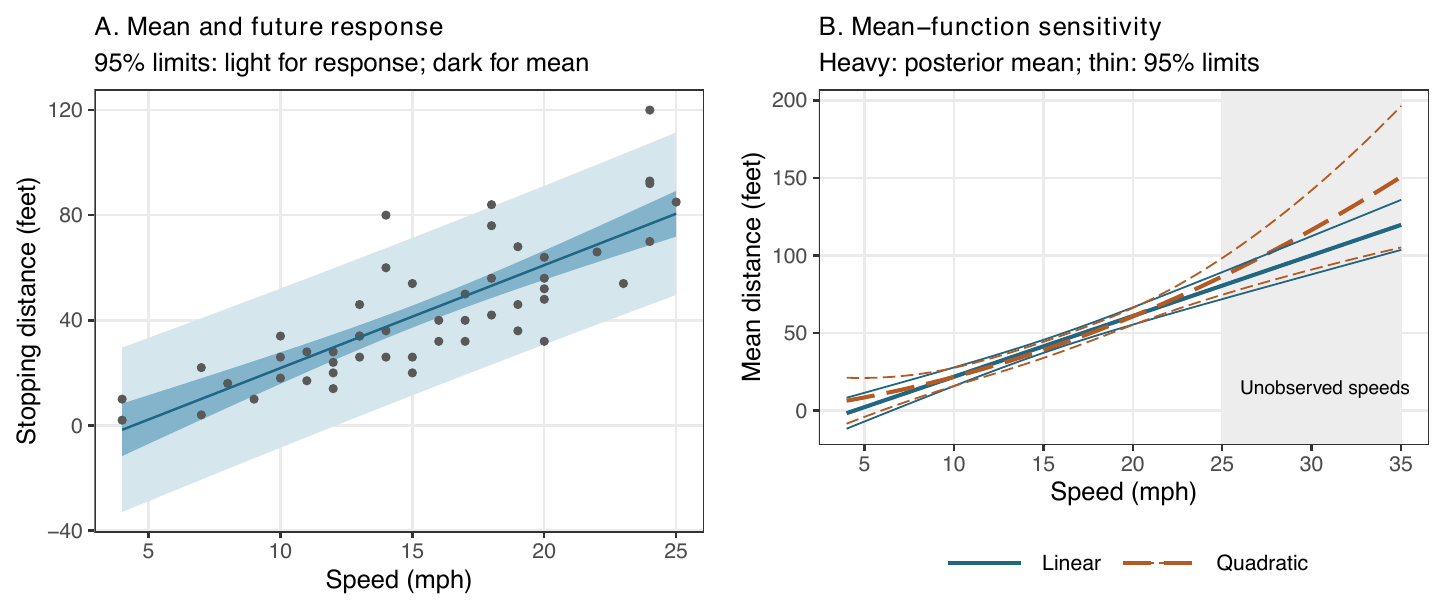 A. Mean and future response
95% limits: light for response; dark for mean
120
80
40
0
−40
5 10 15 20 25
Stopping distance (feet)
Speed (mph)
B. Mean−function sensitivity
Heavy: posterior mean; thin: 95% limits
200
150
100
50
0
Unobserved speeds
5 10 15 20 25 30 35
Mean distance (feet)
Speed (mph)
Linear Quadratic